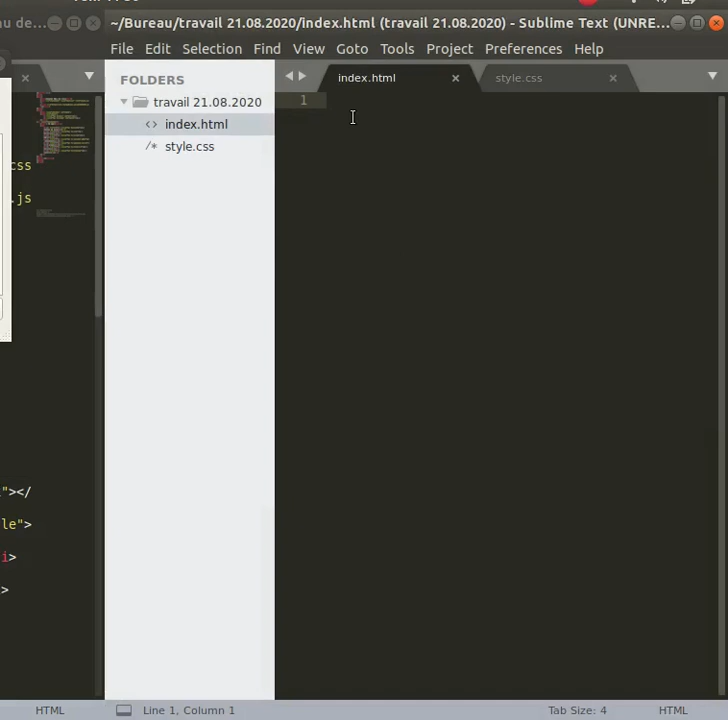 ~/Bureau/travail 21.08.2020/index.html (travail 21.08.2020) - Sublime Text (UNRE...
File Edit Selection Find View Goto Tools Project Preferences Help
FOLDERS
travail 21.08.2020
<> index.html
/* style.css
index.html ×
style.css ×
1
css
.js
"></
le">
i>
>
HTML
Line 1, Column 1
Tab Size: 4
HTML